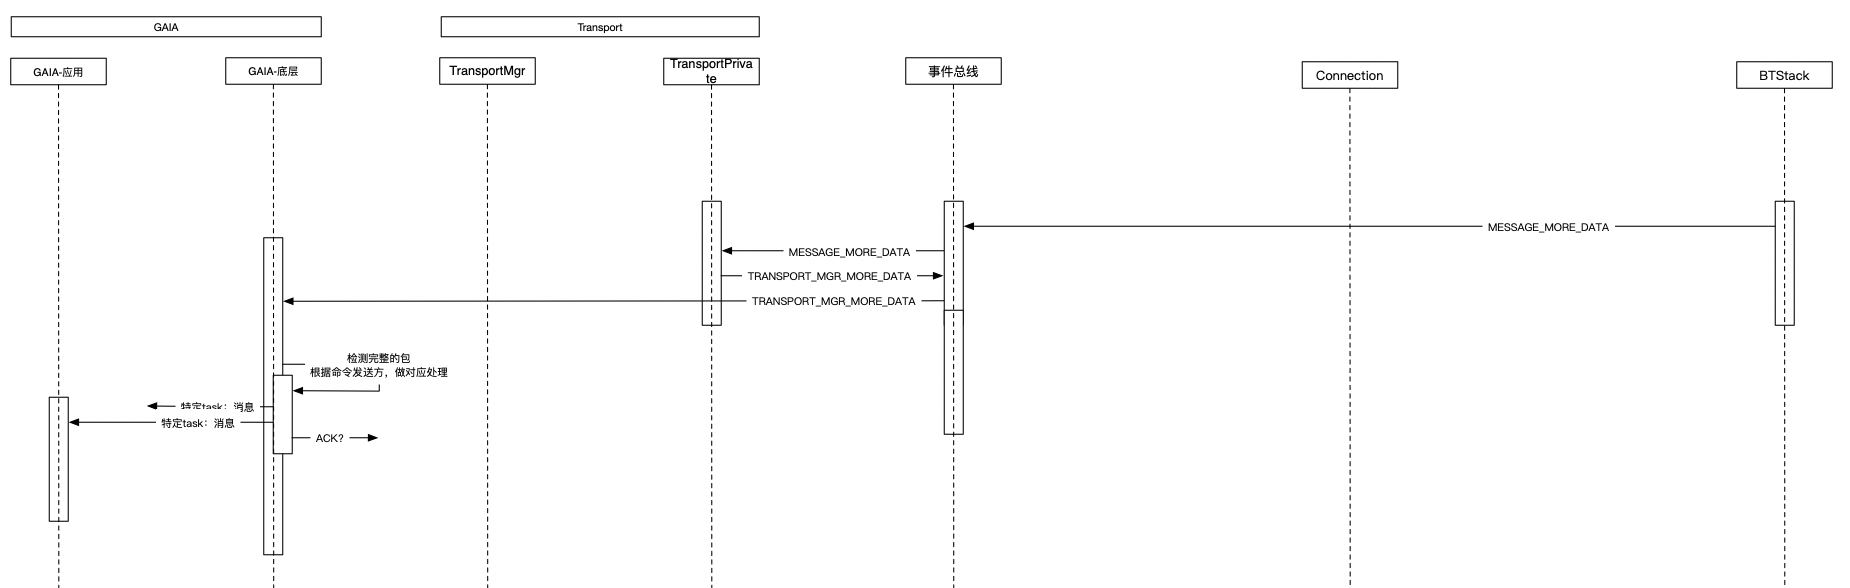 GAIA
Transport
GAIA-应用
GAIA-底层
TransportMgr
TransportPriva
te
事件总线
Connection
BTStack
MESSAGE_MORE_DATA
MESSAGE_MORE_DATA
TRANSPORT_MGR_MORE_DATA
TRANSPORT_MGR_MORE_DATA
检测完整的包
根据命令发送方，做对应处理
特定task：消息
特定task：消息
ACK?